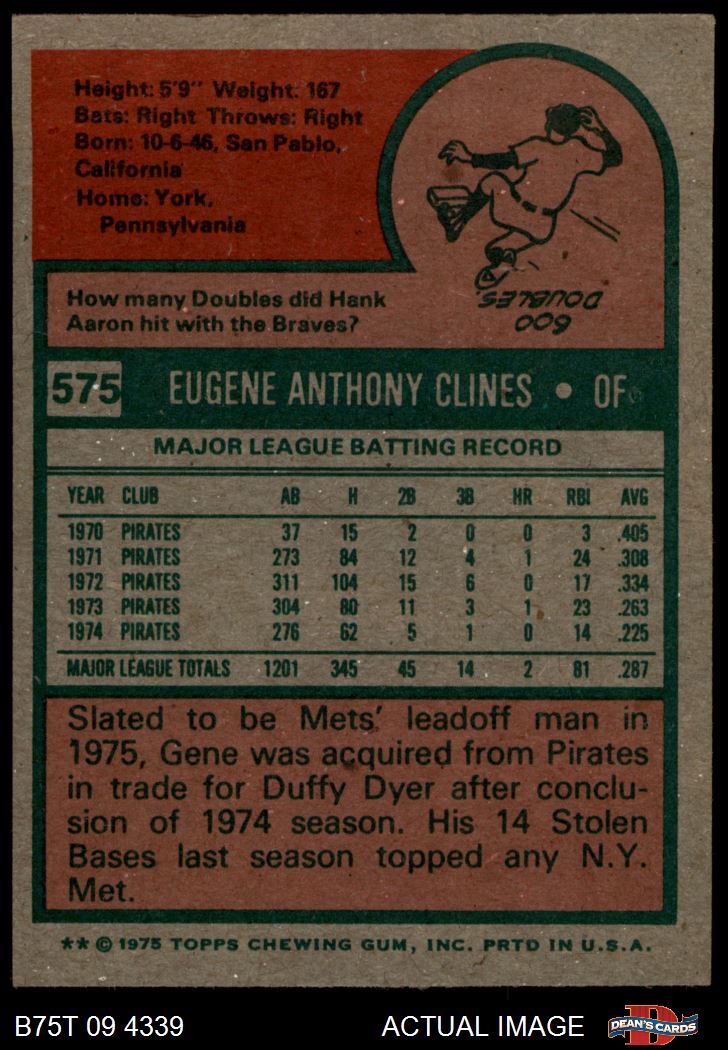 Height: 5'9" Weight: 167
Bats: Right Throws: Right
Born: 10-6-46, San Pablo,
California
Home: York,
Pennsylvania
How many Doubles did Hank
Aaron hit with the Braves?
600
DOUBLES.
575 EUGENE ANTHONY CLINES • OF
MAJOR LEAGUE BATTING RECORD
YEAR CLUB AB H 2B 3B HR RBI AVG
1970 PIRATES 37 15 2 0 0 3 .405
1971 PIRATES 273 84 12 4 1 24 .308
1972 PIRATES 311 104 15 6 0 17 .334
1973 PIRATES 304 80 11 3 1 23 .263
1974 PIRATES 276 62 5 1 0 14 .225
MAJOR LEAGUE TOTALS 1201 345 45 14 2 81 .287
Slated to be Mets' leadoff man in
1975, Gene was acquired from Pirates
in trade for Duffy Dyer after conclu-
sion of 1974 season. His 14 Stolen
Bases last season topped any N.Y.
Met.
** © 1975 TOPPS CHEWING GUM, INC. PRTD IN U.S.A.
B75T 09 4339 ACTUAL IMAGE D DEAN'S CARDS